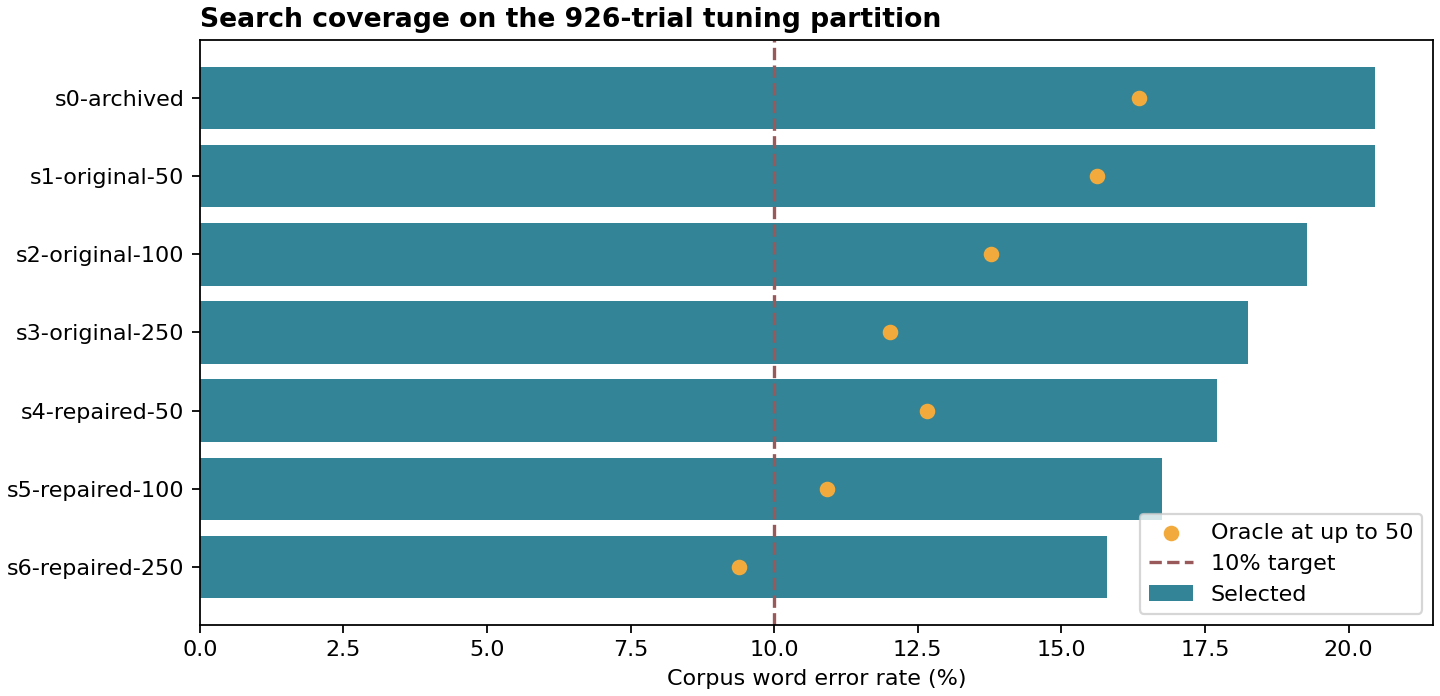 Search coverage on the 926-trial tuning partition
s0-archived
s1-original-50
s2-original-100
s3-original-250
s4-repaired-50
s5-repaired-100
s6-repaired-250
Oracle at up to 50
10% target
Selected
0.0 2.5 5.0 7.5 10.0 12.5 15.0 17.5 20.0
Corpus word error rate (%)